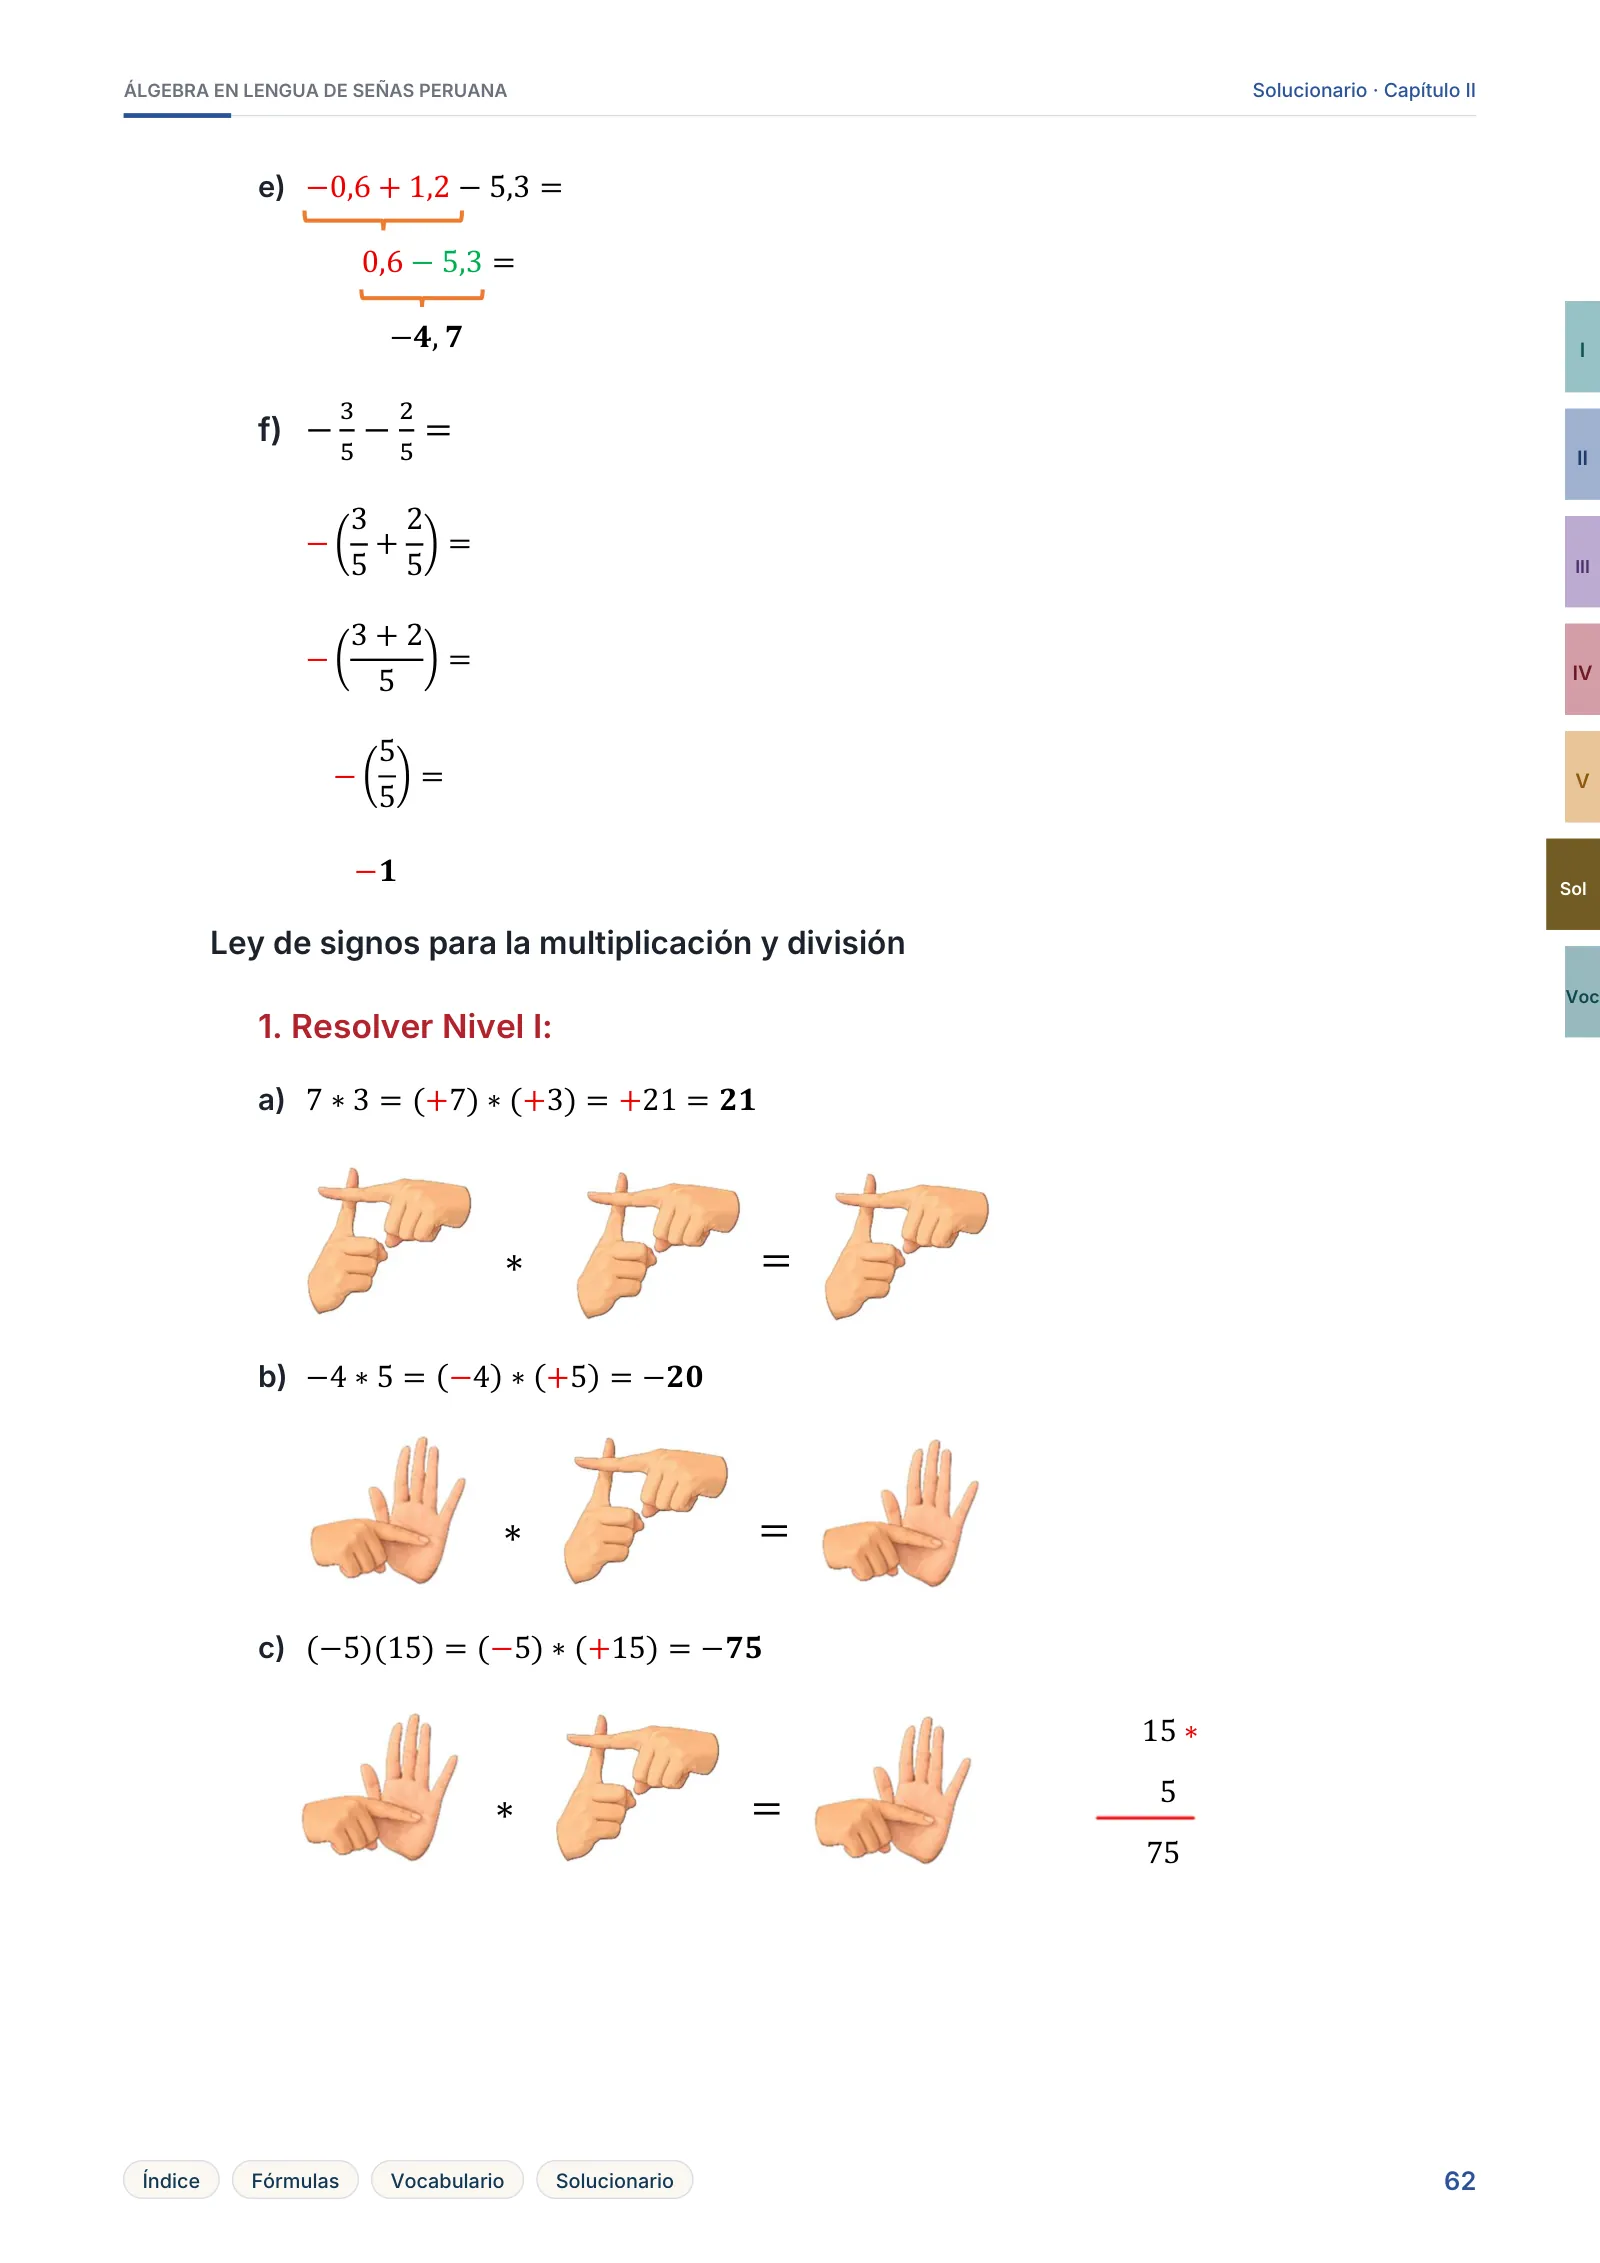 ÁLGEBRA EN LENGUA DE SEÑAS PERUANA
Solucionario · Capítulo II
e) −0,6 + 1,2 − 5,3 =
0,6 − 5,3 =
−4, 7
f) −3/5 − 2/5 =
−(3/5 + 2/5) =
−((3 + 2)/5) =
−(5/5) =
−1
Ley de signos para la multiplicación y división
1. Resolver Nivel I:
a) 7 ∗ 3 = (+7) ∗ (+3) = +21 = 21
∗ =
b) −4 ∗ 5 = (−4) ∗ (+5) = −20
∗ =
c) (−5)(15) = (−5) ∗ (+15) = −75
∗ =
15 ∗
5
75
I
II
III
IV
V
Sol
Voc
Índice
Fórmulas
Vocabulario
Solucionario
62